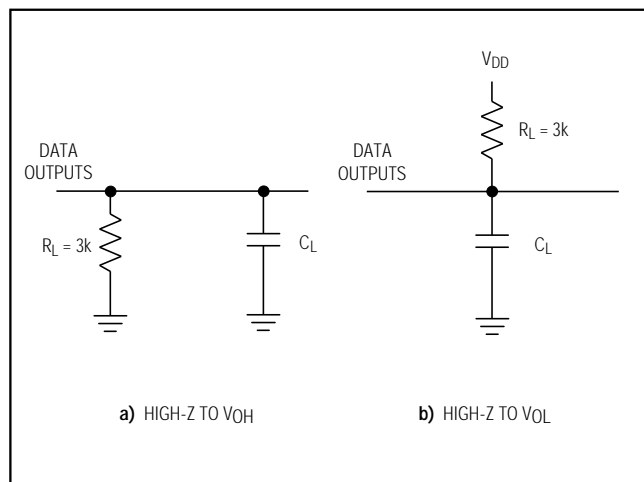 DATA
OUTPUTS
R_L = 3k
C_L
a) HIGH-Z TO V_OH
V_DD
R_L = 3k
DATA
OUTPUTS
C_L
b) HIGH-Z TO V_OL